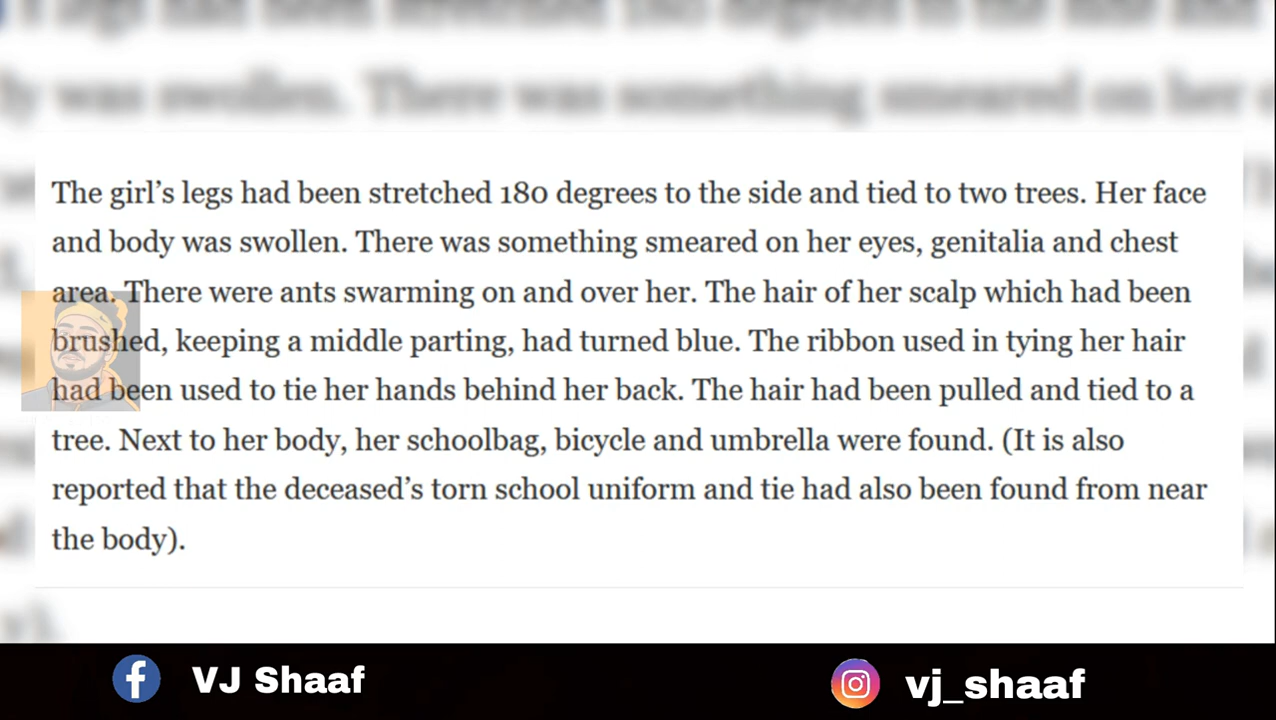 The girl’s legs had been stretched 180 degrees to the side and tied to two trees. Her face
and body was swollen. There was something smeared on her eyes, genitalia and chest
area. There were ants swarming on and over her. The hair of her scalp which had been
brushed, keeping a middle parting, had turned blue. The ribbon used in tying her hair
had been used to tie her hands behind her back. The hair had been pulled and tied to a
tree. Next to her body, her schoolbag, bicycle and umbrella were found. (It is also
reported that the deceased’s torn school uniform and tie had also been found from near
the body).
VJ Shaaf
vj_shaaf